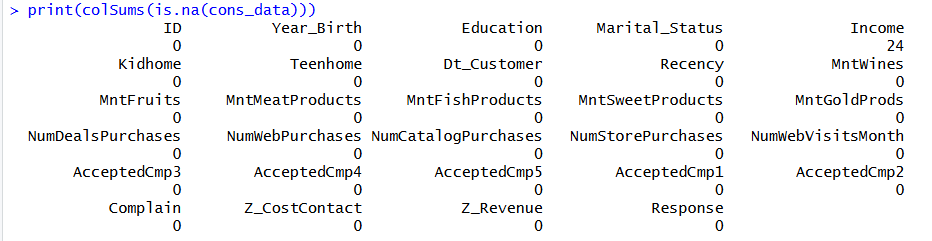 > print(colSums(is.na(cons_data)))
ID Year_Birth Education Marital_Status Income
0 0 0 0 24
Kidhome Teenhome Dt_Customer Recency MntWines
0 0 0 0 0
MntFruits MntMeatProducts MntFishProducts MntSweetProducts MntGoldProds
0 0 0 0 0
NumDealsPurchases NumWebPurchases NumCatalogPurchases NumStorePurchases NumWebVisitsMonth
0 0 0 0 0
AcceptedCmp3 AcceptedCmp4 AcceptedCmp5 AcceptedCmp1 AcceptedCmp2
0 0 0 0 0
Complain Z_CostContact Z_Revenue Response
0 0 0 0